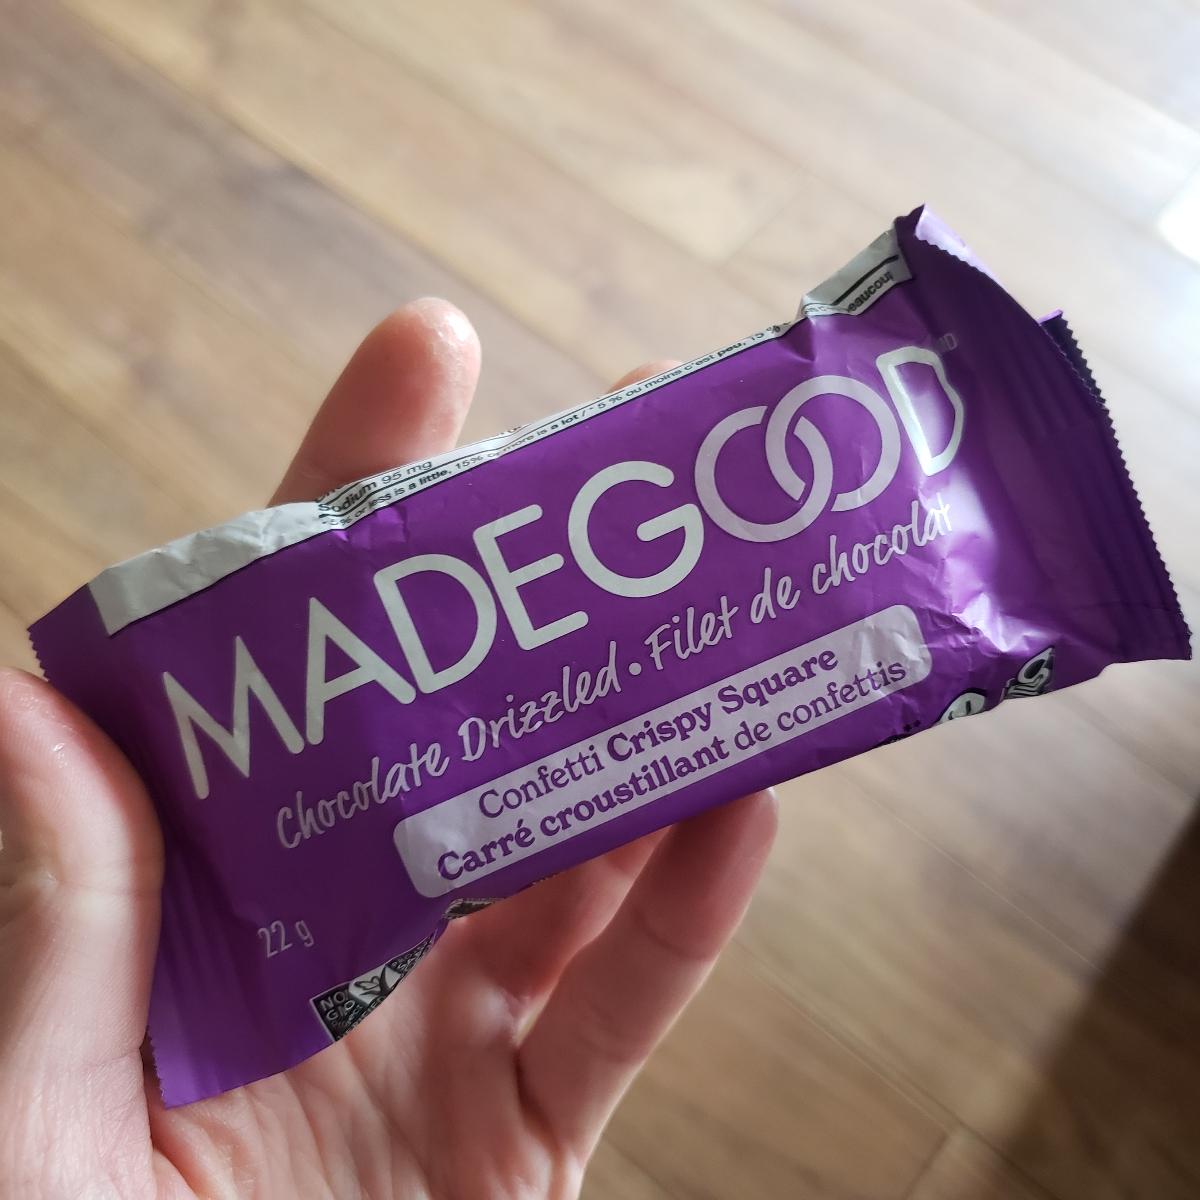 Sodium 95 mg
5% or less is a little, 15% or more is a lot / * 5 % ou moins c'est peu, 15 %
MADEGOOD
MD
Chocolate Drizzled • Filet de chocolat
Confetti Crispy Square
Carré croustillant de confettis
22 g